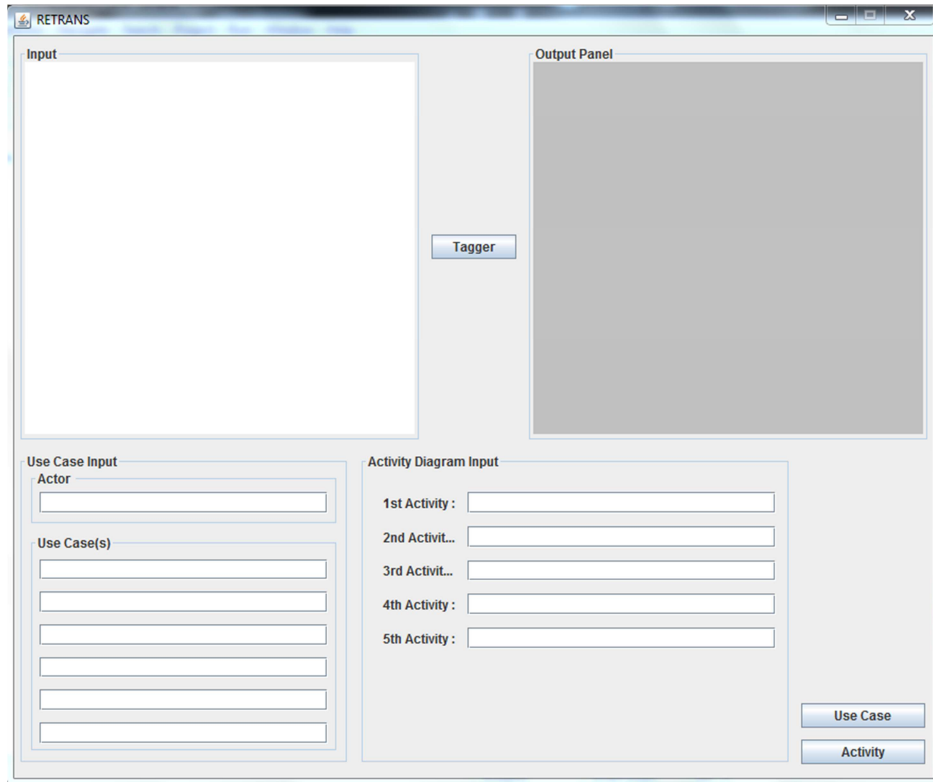 RETRANS
Input
Output Panel
Tagger
Use Case Input
Actor
Use Case(s)
Activity Diagram Input
1st Activity :
2nd Activit...
3rd Activit...
4th Activity :
5th Activity :
Use Case
Activity